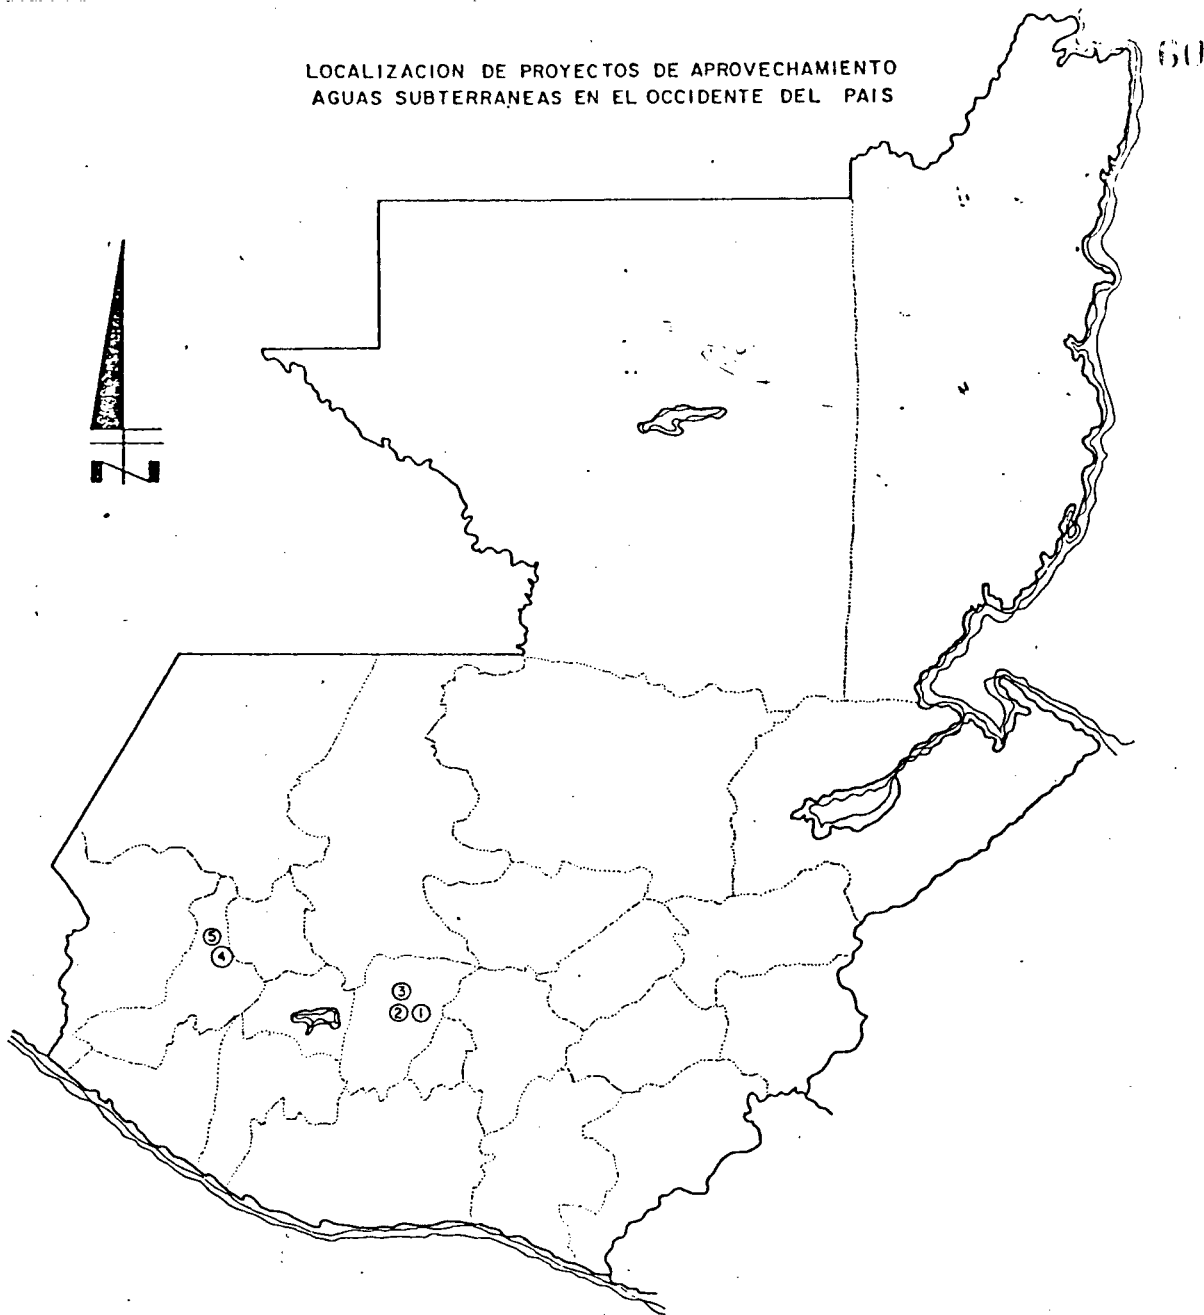 LOCALIZACION DE PROYECTOS DE APROVECHAMIENTO
AGUAS SUBTERRANEAS EN EL OCCIDENTE DEL PAIS
60
N
5
4
3
2 1